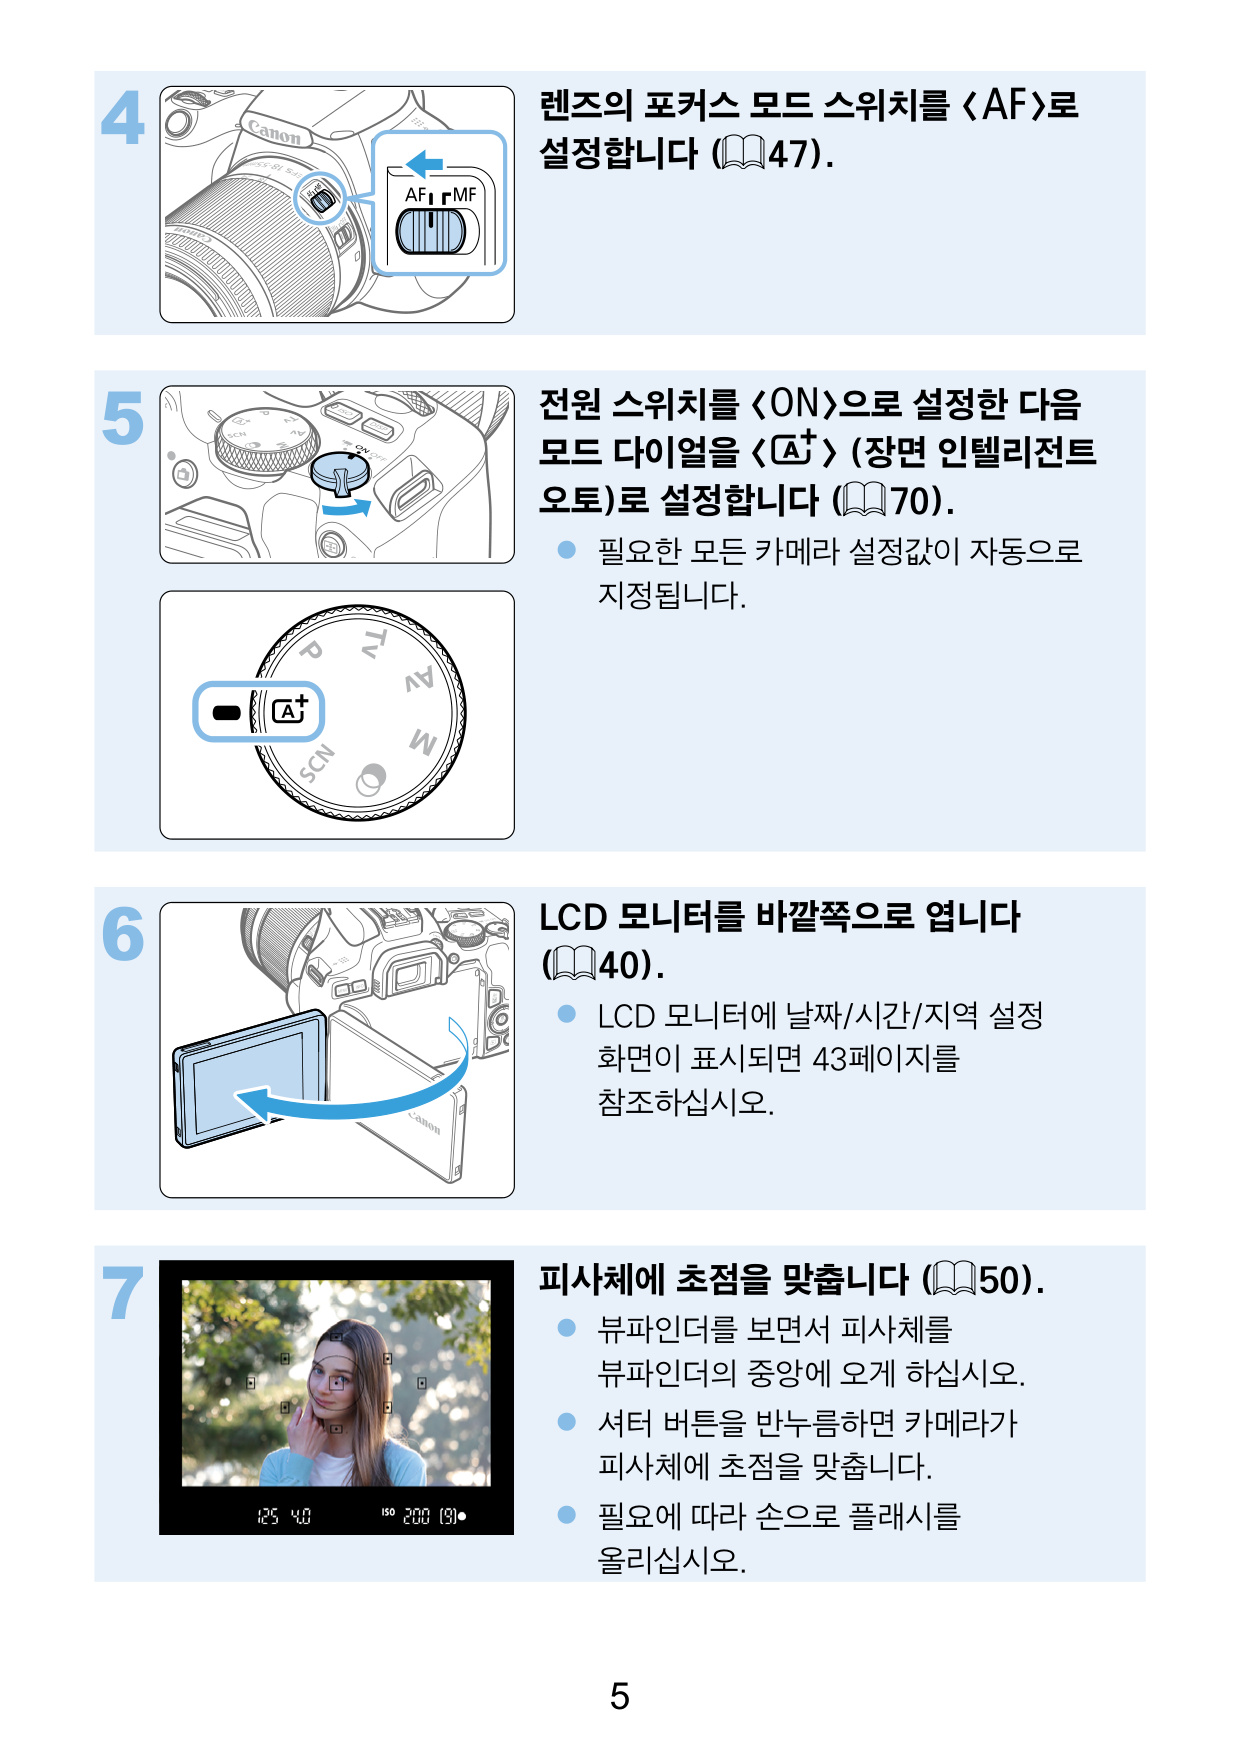 4
Canon
AF MF
렌즈의 포커스 모드 스위치를 <AF>로
설정합니다 (47).
5
ON
전원 스위치를 <ON>으로 설정한 다음
모드 다이얼을 <A+> (장면 인텔리전트
오토)로 설정합니다 (70).
● 필요한 모든 카메라 설정값이 자동으로
지정됩니다.
P
Tv
Av
A+
M
SCN
6
Canon
LCD 모니터를 바깥쪽으로 엽니다
(40).
● LCD 모니터에 날짜/시간/지역 설정
화면이 표시되면 43페이지를
참조하십시오.
7
125 4.0 ISO 200 [9]●
피사체에 초점을 맞춥니다 (50).
● 뷰파인더를 보면서 피사체를
뷰파인더의 중앙에 오게 하십시오.
● 셔터 버튼을 반누름하면 카메라가
피사체에 초점을 맞춥니다.
● 필요에 따라 손으로 플래시를
올리십시오.
5